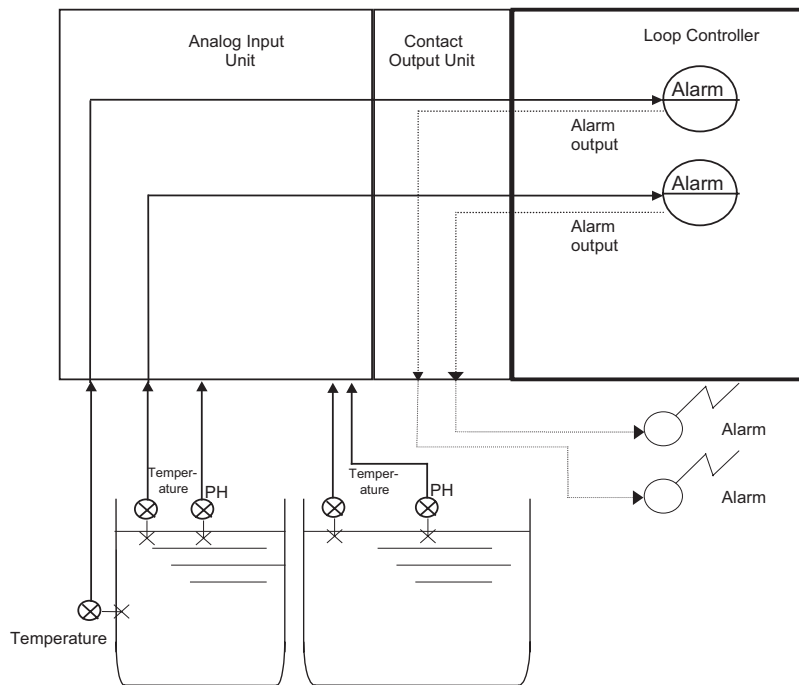 Analog Input
Unit
Contact
Output Unit
Loop Controller
Alarm
Alarm
output
Alarm
Alarm
output
Alarm
Alarm
Temper-
ature
PH
Temper-
ature
PH
Temperature